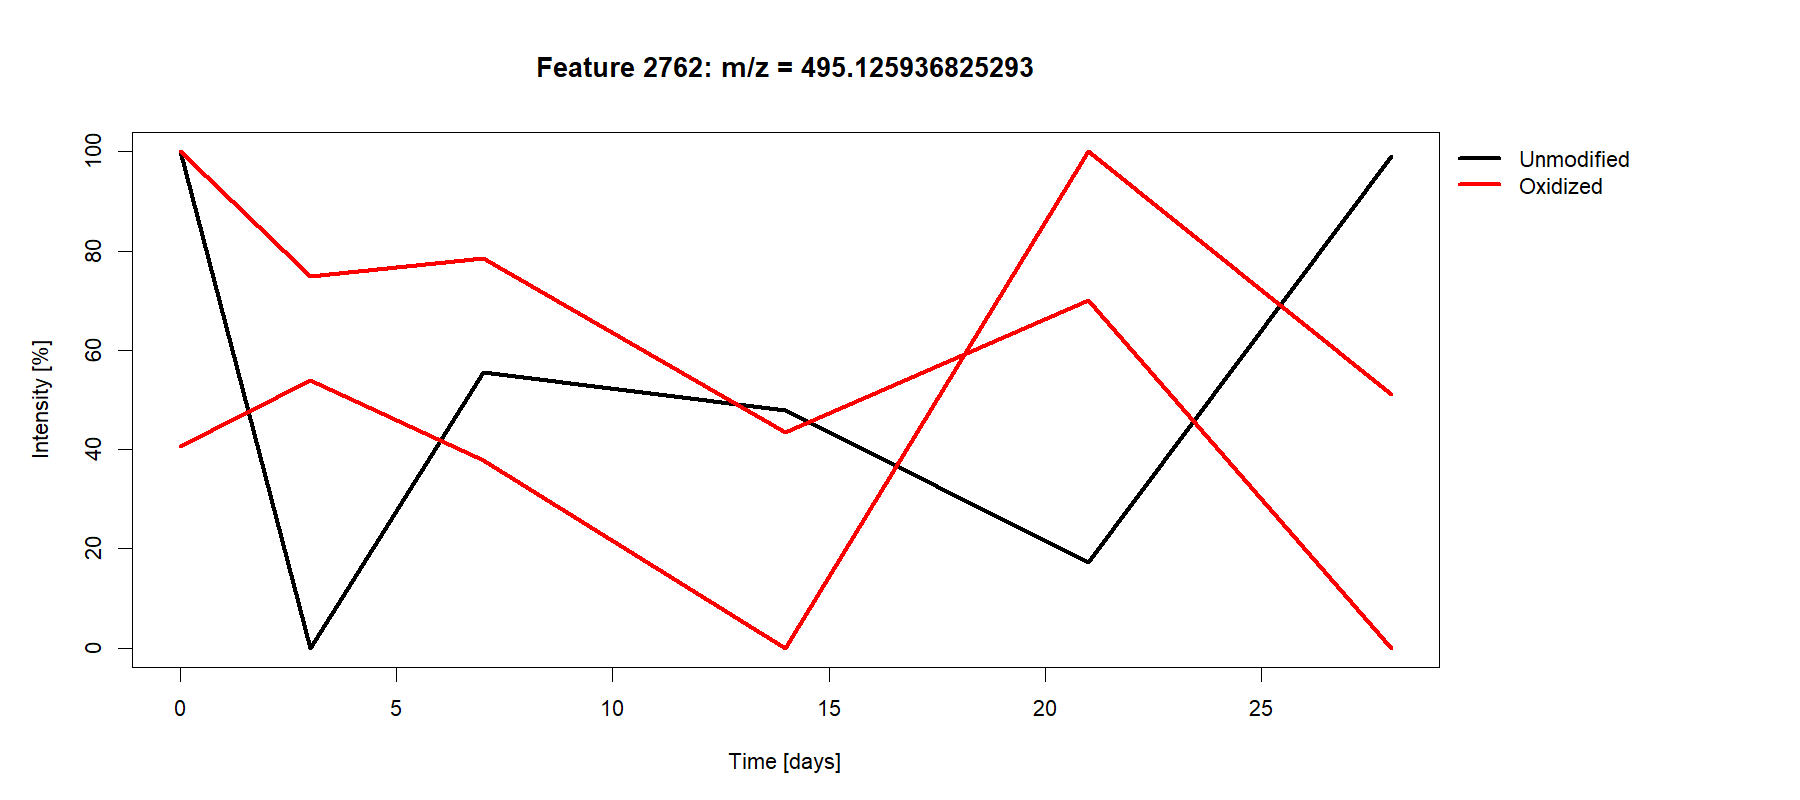 Feature 2762: m/z = 495.125936825293
Unmodified
Oxidized
Intensity [%]
100
80
60
40
20
0
0 5 10 15 20 25
Time [days]